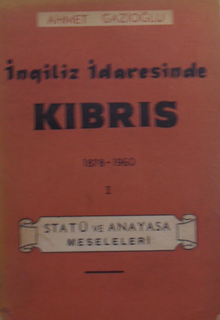 AHMET GAZİOĞLU
İngiliz İdaresinde
KIBRIS
1878-1960
I
STATÜ VE ANAYASA
MESELELERİ